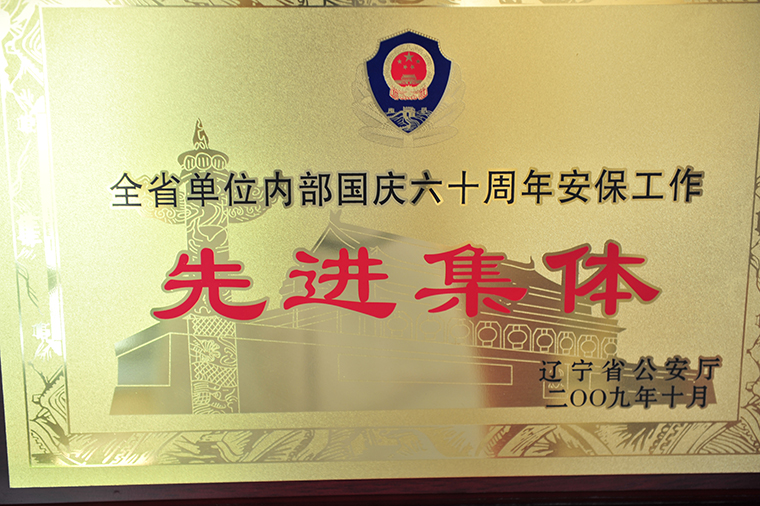 全省单位内部国庆六十周年安保工作
先进集体
辽宁省公安厅
二〇〇九年十月